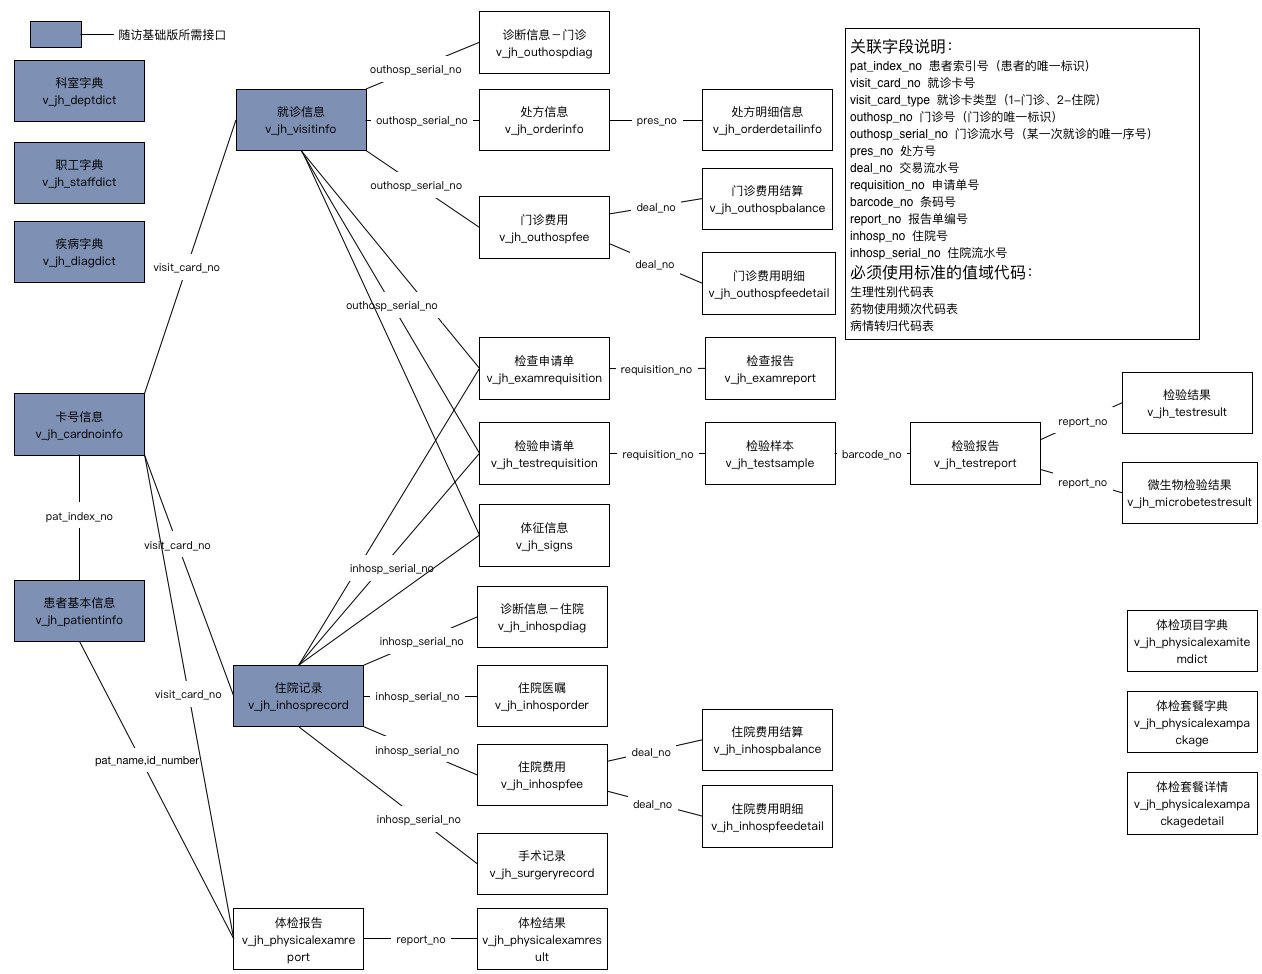 随访基础版所需接口
科室字典
v_jh_deptdict
职工字典
v_jh_staffdict
疾病字典
v_jh_diagdict
卡号信息
v_jh_cardnoinfo
pat_index_no
患者基本信息
v_jh_patientinfo
visit_card_no
visit_card_no
visit_card_no
pat_name,id_number
就诊信息
v_jh_visitinfo
outhosp_serial_no
outhosp_serial_no
outhosp_serial_no
outhosp_serial_no
诊断信息－门诊
v_jh_outhospdiag
处方信息
v_jh_orderinfo
pres_no
处方明细信息
v_jh_orderdetailinfo
门诊费用
v_jh_outhospfee
deal_no
deal_no
门诊费用结算
v_jh_outhospbalance
门诊费用明细
v_jh_outhospfeedetail
检查申请单
v_jh_examrequisition
requisition_no
检查报告
v_jh_examreport
检验申请单
v_jh_testrequisition
requisition_no
检验样本
v_jh_testsample
barcode_no
检验报告
v_jh_testreport
report_no
report_no
检验结果
v_jh_testresult
微生物检验结果
v_jh_microbetestresult
体征信息
v_jh_signs
住院记录
v_jh_inhosprecord
inhosp_serial_no
inhosp_serial_no
inhosp_serial_no
inhosp_serial_no
inhosp_serial_no
诊断信息－住院
v_jh_inhospdiag
住院医嘱
v_jh_inhosporder
住院费用
v_jh_inhospfee
deal_no
deal_no
住院费用结算
v_jh_inhospbalance
住院费用明细
v_jh_inhospfeedetail
手术记录
v_jh_surgeryrecord
体检报告
v_jh_physicalexamre
port
report_no
体检结果
v_jh_physicalexamres
ult
关联字段说明：
pat_index_no 患者索引号（患者的唯一标识）
visit_card_no 就诊卡号
visit_card_type 就诊卡类型（1-门诊、2-住院）
outhosp_no 门诊号（门诊的唯一标识）
outhosp_serial_no 门诊流水号（某一次就诊的唯一序号）
pres_no 处方号
deal_no 交易流水号
requisition_no 申请单号
barcode_no 条码号
report_no 报告单编号
inhosp_no 住院号
inhosp_serial_no 住院流水号
必须使用标准的值域代码：
生理性别代码表
药物使用频次代码表
病情转归代码表
体检项目字典
v_jh_physicalexamite
mdict
体检套餐字典
v_jh_physicalexampa
ckage
体检套餐详情
v_jh_physicalexampa
ckagedetail